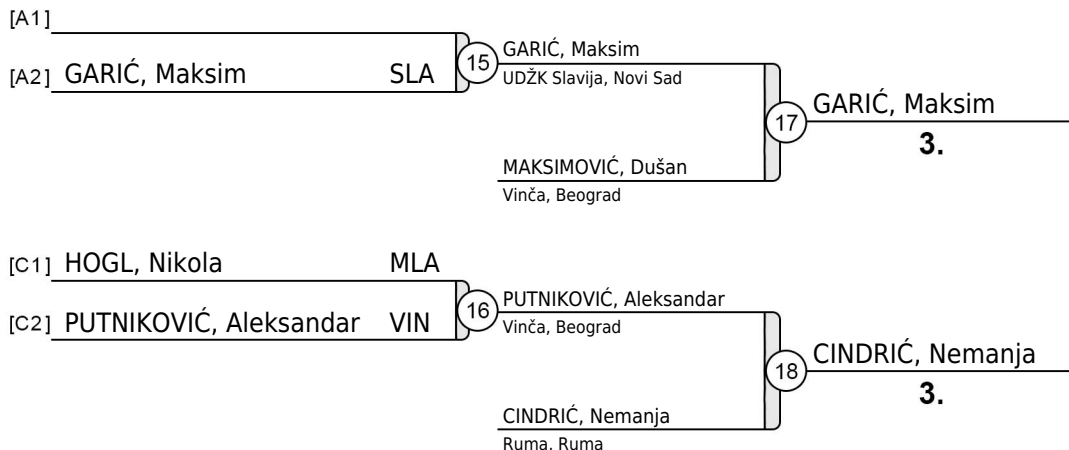 [A1]
[A2] GARIĆ, Maksim SLA
15
GARIĆ, Maksim
UDŽK Slavija, Novi Sad
17
GARIĆ, Maksim
3.
MAKSIMOVIĆ, Dušan
Vinča, Beograd
[C1] HOGL, Nikola MLA
[C2] PUTNIKOVIĆ, Aleksandar VIN
16
PUTNIKOVIĆ, Aleksandar
Vinča, Beograd
18
CINDRIĆ, Nemanja
3.
CINDRIĆ, Nemanja
Ruma, Ruma